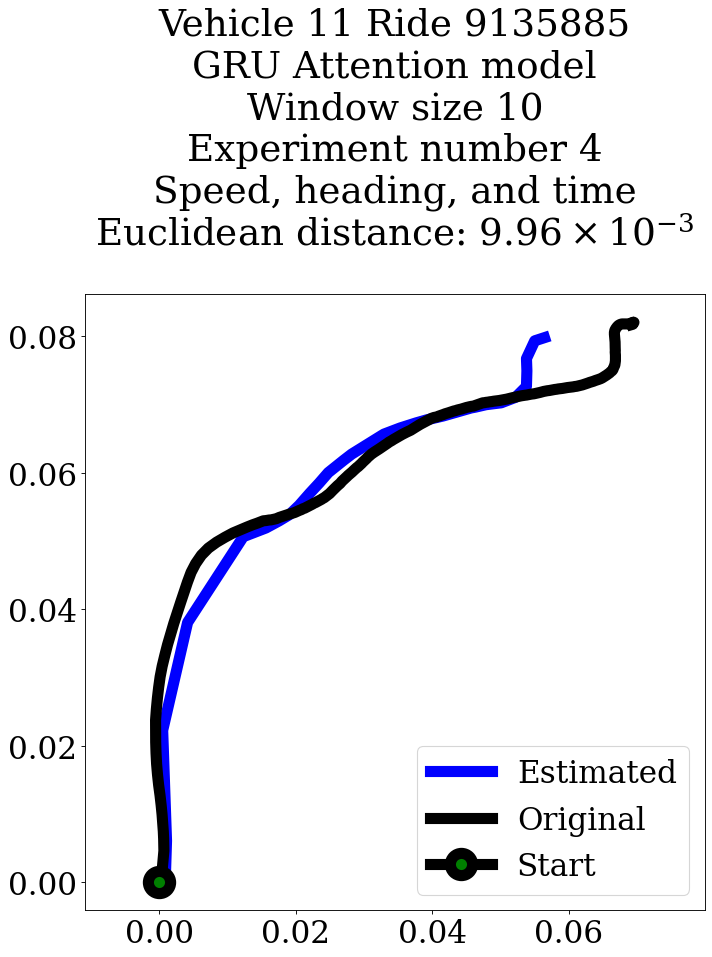 Vehicle 11 Ride 9135885
GRU Attention model
Window size 10
Experiment number 4
Speed, heading, and time
Euclidean distance: 9.96 × 10⁻³
0.08
0.06
0.04
0.02
0.00
0.00 0.02 0.04 0.06
Estimated
Original
Start